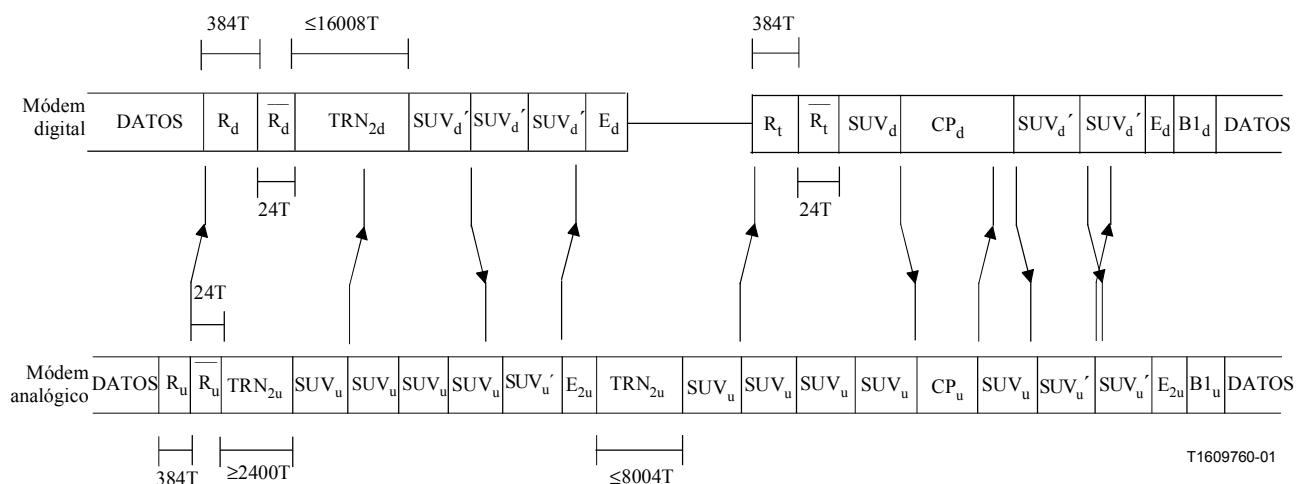 384T ≤16008T 384T
Módem digital
DATOS R_d R̅_d TRN_2d SUV_d´ SUV_d´ SUV_d´ E_d R_t R̅_t SUV_d CP_d SUV_d´ SUV_d´ E_d B1_d DATOS
24T 24T
24T
Módem analógico
DATOS R_u R̅_u TRN_2u SUV_u SUV_u SUV_u SUV_u SUV_u´ E_2u TRN_2u SUV_u SUV_u SUV_u SUV_u CP_u SUV_u SUV_u´ SUV_u´ E_2u B1_u DATOS
384T ≥2400T ≤8004T
T1609760-01